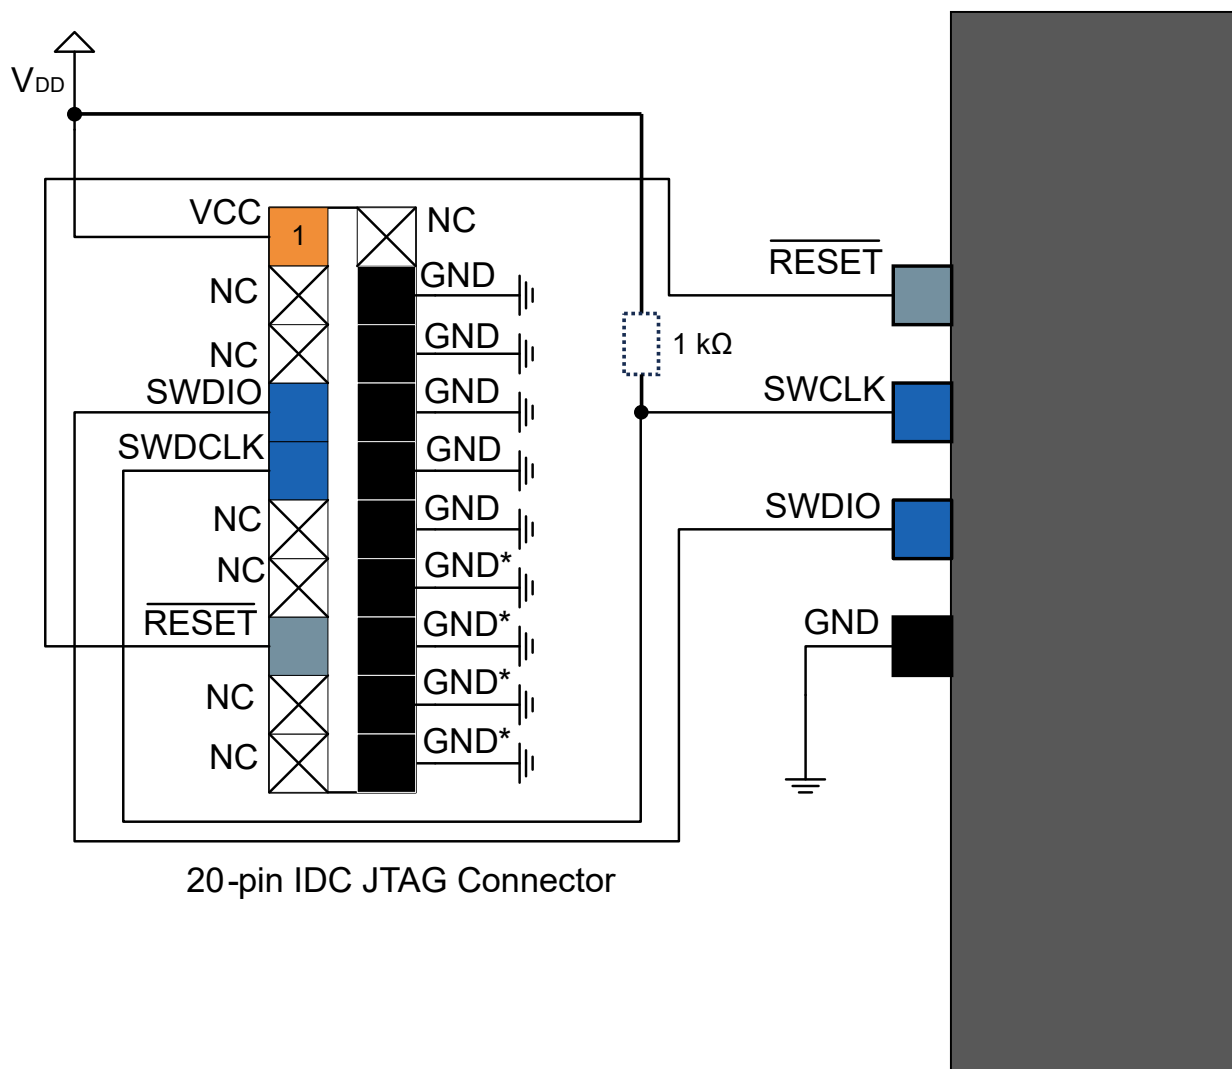 VDD
VCC
1
NC
NC
GND
NC
GND
SWDIO
GND
SWDCLK
GND
NC
GND
NC
GND*
RESET
GND*
NC
GND*
NC
GND*
1 kΩ
RESET
SWCLK
SWDIO
GND
20-pin IDC JTAG Connector